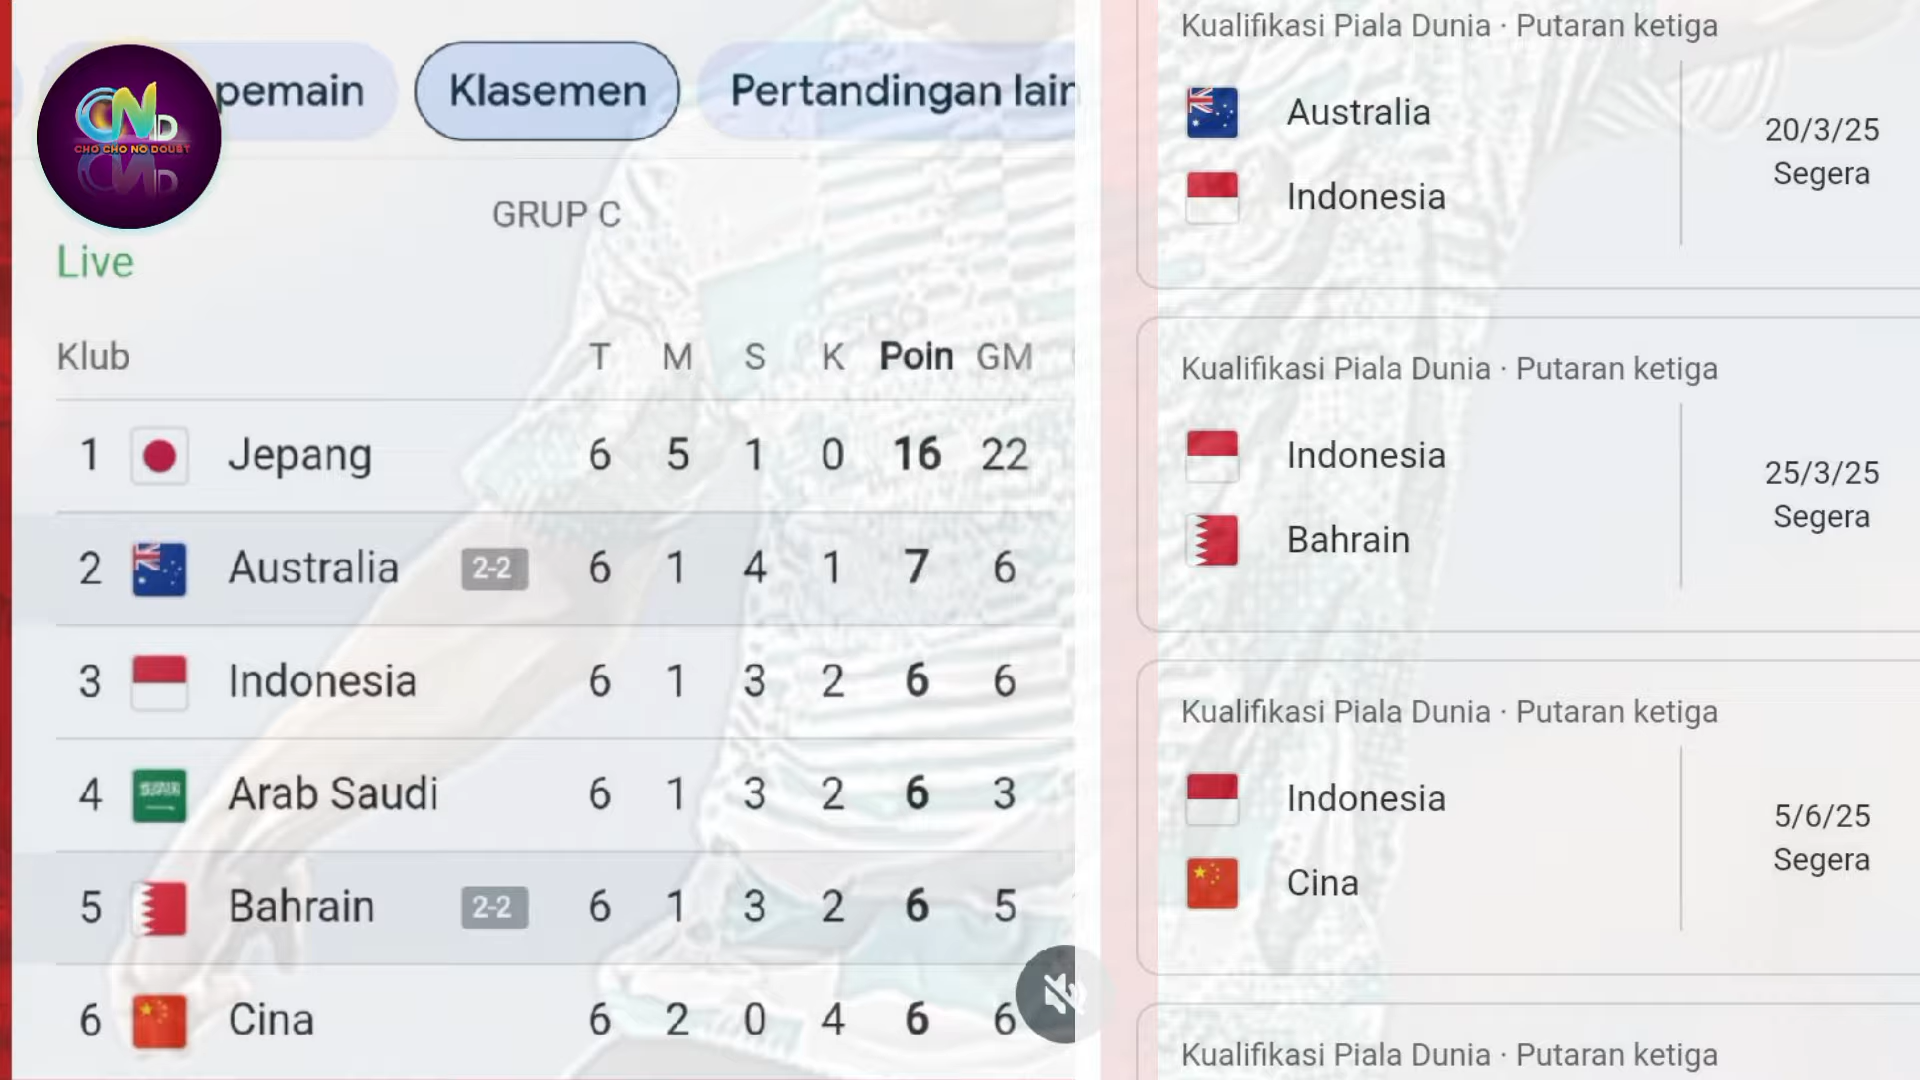 pemain
Klasemen
Pertandingan lain
CND
CHO CHO NO DOUBT
GRUP C
Live
Klub T M S K Poin GM
1 Jepang 6 5 1 0 16 22
2 Australia 2-2 6 1 4 1 7 6
3 Indonesia 6 1 3 2 6 6
4 Arab Saudi 6 1 3 2 6 3
5 Bahrain 2-2 6 1 3 2 6 5
6 Cina 6 2 0 4 6 6
Kualifikasi Piala Dunia · Putaran ketiga
Australia
Indonesia
20/3/25
Segera
Kualifikasi Piala Dunia · Putaran ketiga
Indonesia
Bahrain
25/3/25
Segera
Kualifikasi Piala Dunia · Putaran ketiga
Indonesia
Cina
5/6/25
Segera
Kualifikasi Piala Dunia · Putaran ketiga